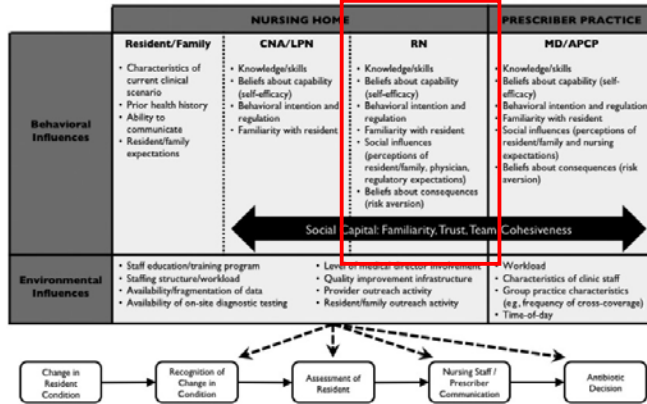 NURSING HOME
PRESCRIBER PRACTICE
Resident/Family
CNA/LPN
RN
MD/APCP
Behavioral
Influences
• Characteristics of
current clinical
scenario
• Prior health history
• Ability to
communicate
• Resident/family
expectations
• Knowledge/skills
• Beliefs about capability
(self-efficacy)
• Behavioral intention and
regulation
• Familiarity with resident
• Knowledge/skills
• Beliefs about capability
(self-efficacy)
• Behavioral intention and
regulation
• Familiarity with resident
• Social influences
(perceptions of
resident/family, physician,
regulatory expectations)
• Beliefs about consequences
(risk aversion)
• Knowledge/skills
• Beliefs about capability (self-
efficacy)
• Behavioral intention and regulation
• Familiarity with resident
• Social influences (perceptions of
resident/family and nursing
expectations)
• Beliefs about consequences (risk
aversion)
Social Capital: Familiarity, Trust, Team Cohesiveness
Environmental
Influences
• Staff education/training program
• Staffing structure/workload
• Availability/fragmentation of data
• Availability of on-site diagnostic testing
• Level of medical director involvement
• Quality improvement infrastructure
• Provider outreach activity
• Resident/family outreach activity
• Workload
• Characteristics of clinic staff
• Group practice characteristics
(e.g., frequency of cross-coverage)
• Time-of-day
Change in
Resident
Condition
Recognition of
Change in
Condition
Assessment of
Resident
Nursing Staff /
Prescriber
Communication
Antibiotic
Decision